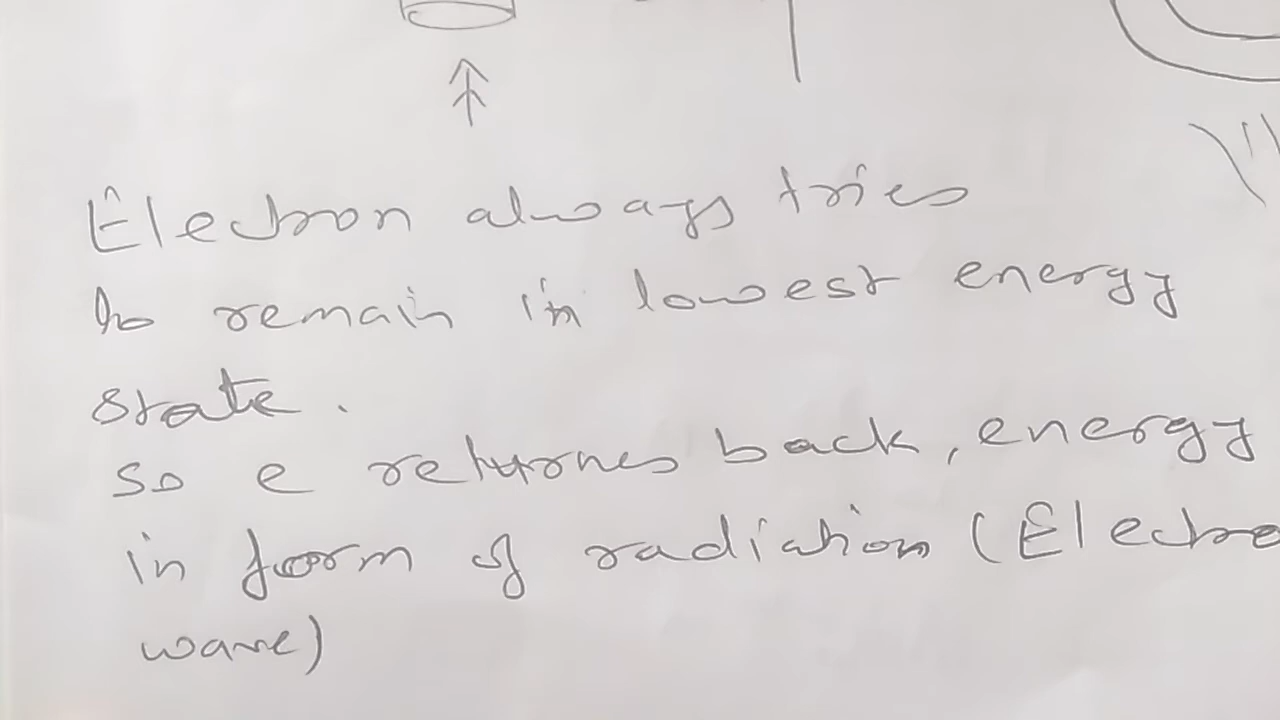 Electron always tries
to remain in lowest energy
state.
so e returnes back, energy
in form of radiation (Electro
wave)